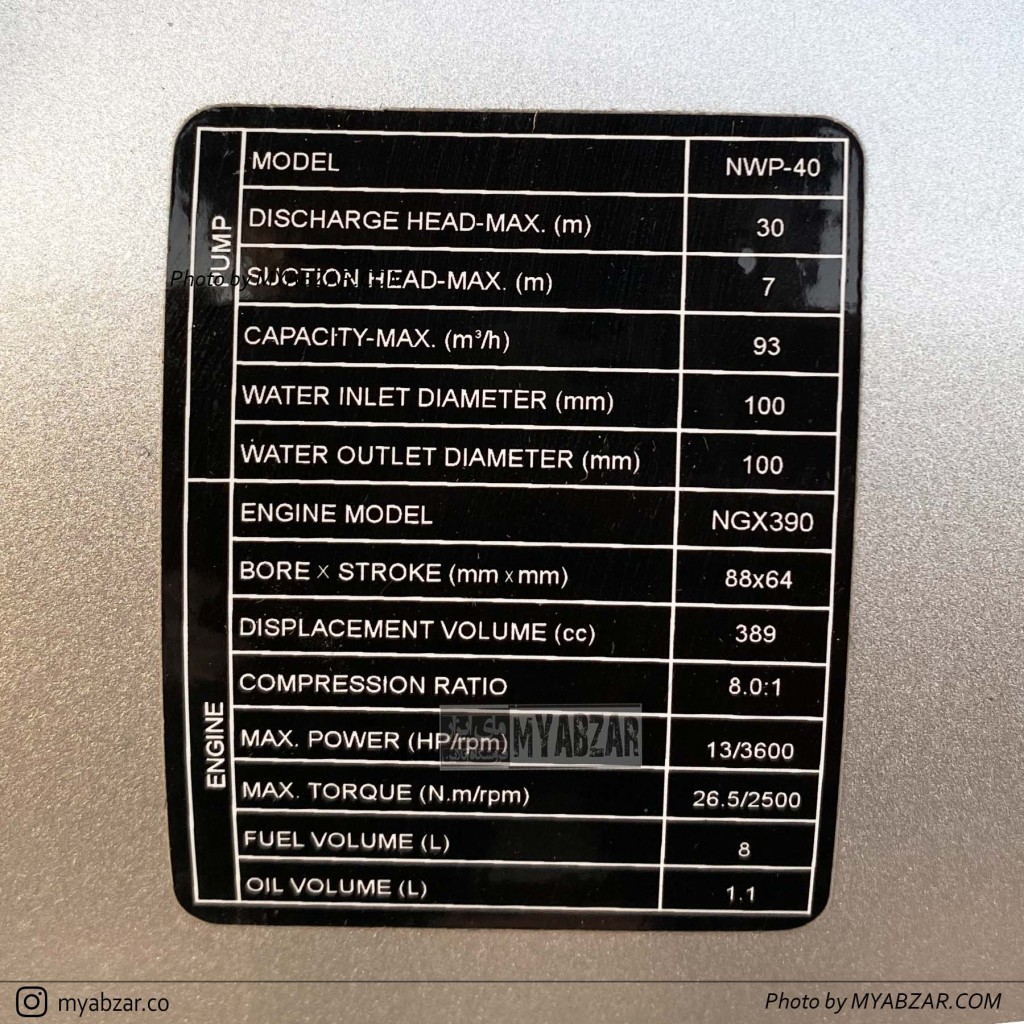 PUMP
MODEL NWP-40
DISCHARGE HEAD-MAX. (m) 30
SUCTION HEAD-MAX. (m) 7
CAPACITY-MAX. (m³/h) 93
WATER INLET DIAMETER (mm) 100
WATER OUTLET DIAMETER (mm) 100
ENGINE
ENGINE MODEL NGX390
BORE x STROKE (mm x mm) 88x64
DISPLACEMENT VOLUME (cc) 389
COMPRESSION RATIO 8.0:1
MAX. POWER (HP/rpm) 13/3600
MAX. TORQUE (N.m/rpm) 26.5/2500
FUEL VOLUME (L) 8
OIL VOLUME (L) 1.1
Photo by
MYABZAR
myabzar.co
Photo by MYABZAR.COM